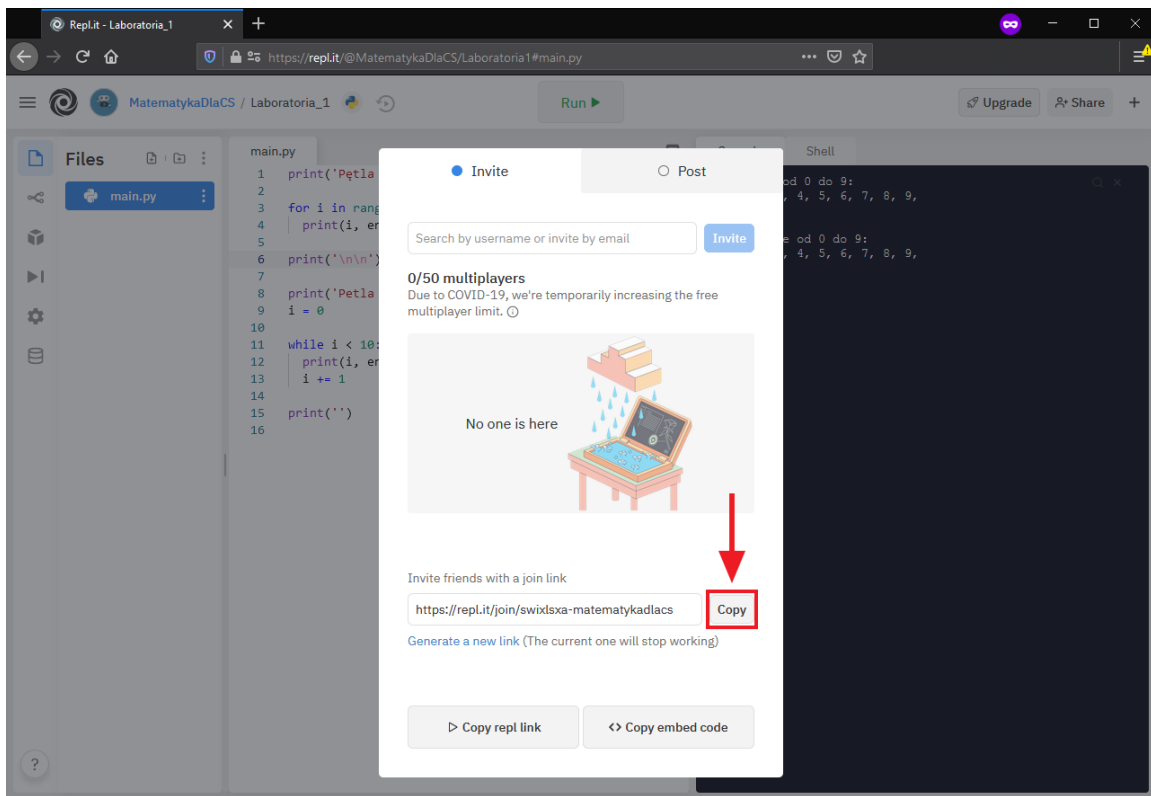 Repl.it - Laboratoria_1
https://repl.it/@MatematykaDlaCS/Laboratoria1#main.py
MatematykaDlaCS / Laboratoria_1
Run
Upgrade
Share
Files
main.py
main.py
1 print('Pętla
2
3 for i in rang
4 print(i, en
5
6 print('\n\n')
7
8 print('Petla
9 i = 0
10
11 while i < 10:
12 print(i, en
13 i += 1
14
15 print('')
16
Invite
Post
Search by username or invite by email
Invite
0/50 multiplayers
Due to COVID-19, we're temporarily increasing the free
multiplayer limit.
No one is here
Invite friends with a join link
https://repl.it/join/swixlsxa-matematykadlacs
Copy
Generate a new link (The current one will stop working)
Copy repl link
Copy embed code
Shell
od 0 do 9:
, 4, 5, 6, 7, 8, 9,
e od 0 do 9:
, 4, 5, 6, 7, 8, 9,
?